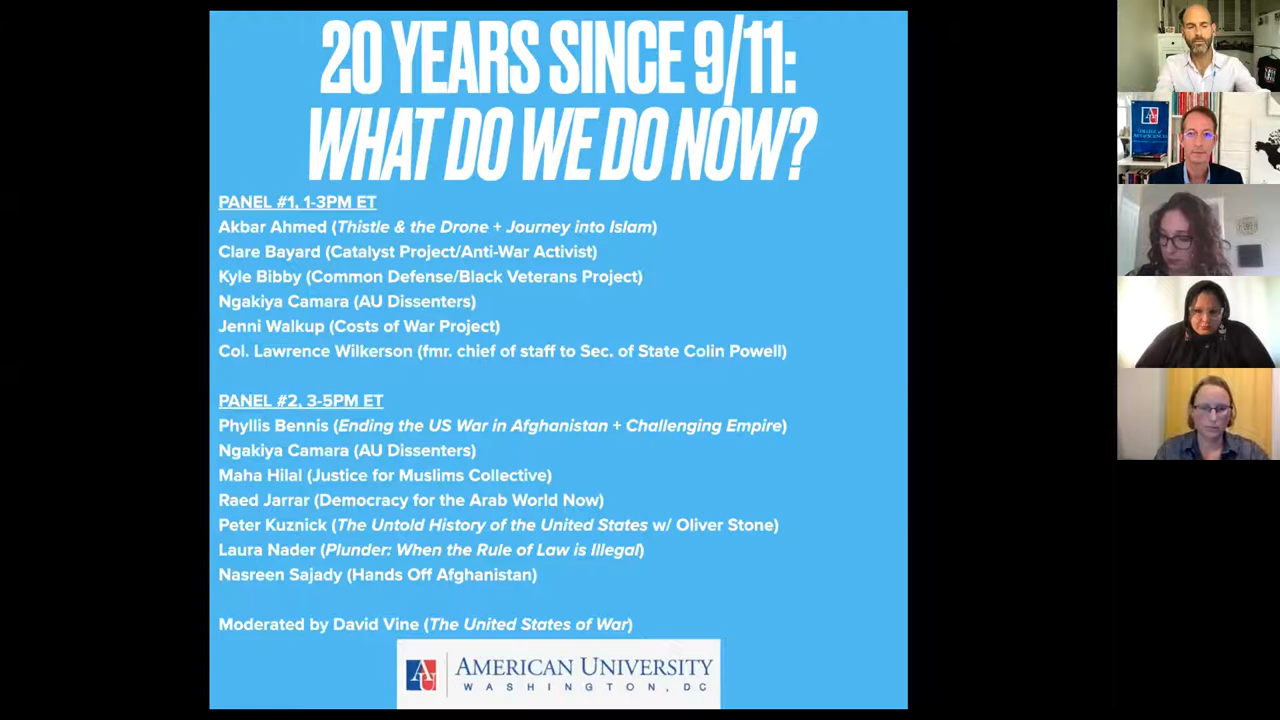 20 YEARS SINCE 9/11:
WHAT DO WE DO NOW?
PANEL #1, 1-3PM ET
Akbar Ahmed (Thistle & the Drone + Journey into Islam)
Clare Bayard (Catalyst Project/Anti-War Activist)
Kyle Bibby (Common Defense/Black Veterans Project)
Ngakiya Camara (AU Dissenters)
Jenni Walkup (Costs of War Project)
Col. Lawrence Wilkerson (fmr. chief of staff to Sec. of State Colin Powell)
PANEL #2, 3-5PM ET
Phyllis Bennis (Ending the US War in Afghanistan + Challenging Empire)
Ngakiya Camara (AU Dissenters)
Maha Hilal (Justice for Muslims Collective)
Raed Jarrar (Democracy for the Arab World Now)
Peter Kuznick (The Untold History of the United States w/ Oliver Stone)
Laura Nader (Plunder: When the Rule of Law is Illegal)
Nasreen Sajady (Hands Off Afghanistan)
Moderated by David Vine (The United States of War)
AU
AMERICAN UNIVERSITY
WASHINGTON, DC
AU
COLLEGE of
ARTS & SCIENCES